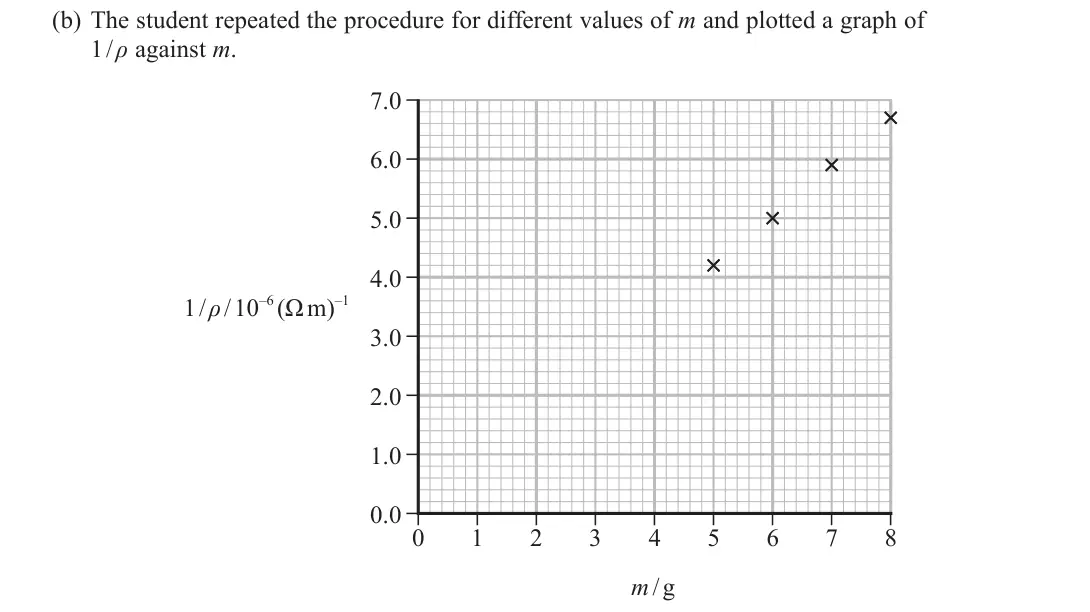 (b) The student repeated the procedure for different values of m and plotted a graph of
1/ρ against m.
7.0
6.0
5.0
4.0
1/ρ/10⁻⁶(Ωm)⁻¹
3.0
2.0
1.0
0.0
0 1 2 3 4 5 6 7 8
m/g